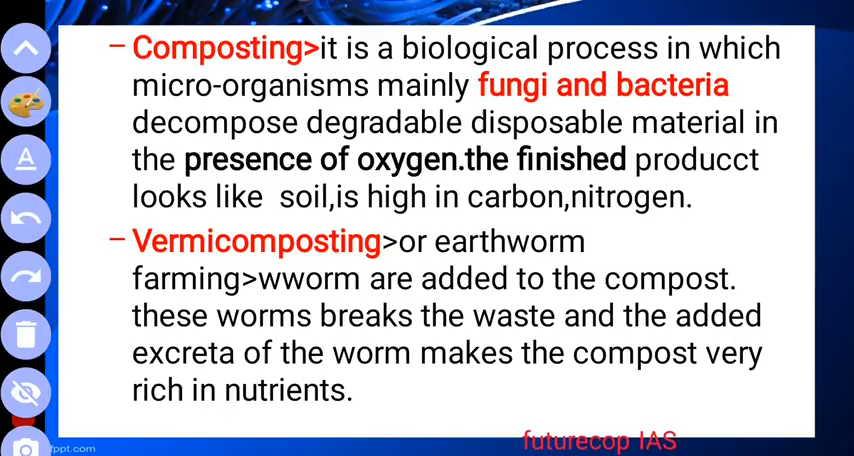 – Composting>it is a biological process in which
micro-organisms mainly fungi and bacteria
decompose degradable disposable material in
the presence of oxygen.the finished producct
looks like soil,is high in carbon,nitrogen.
– Vermicomposting>or earthworm
farming>wworm are added to the compost.
these worms breaks the waste and the added
excreta of the worm makes the compost very
rich in nutrients.
futurecop IAS
fppt.com
A